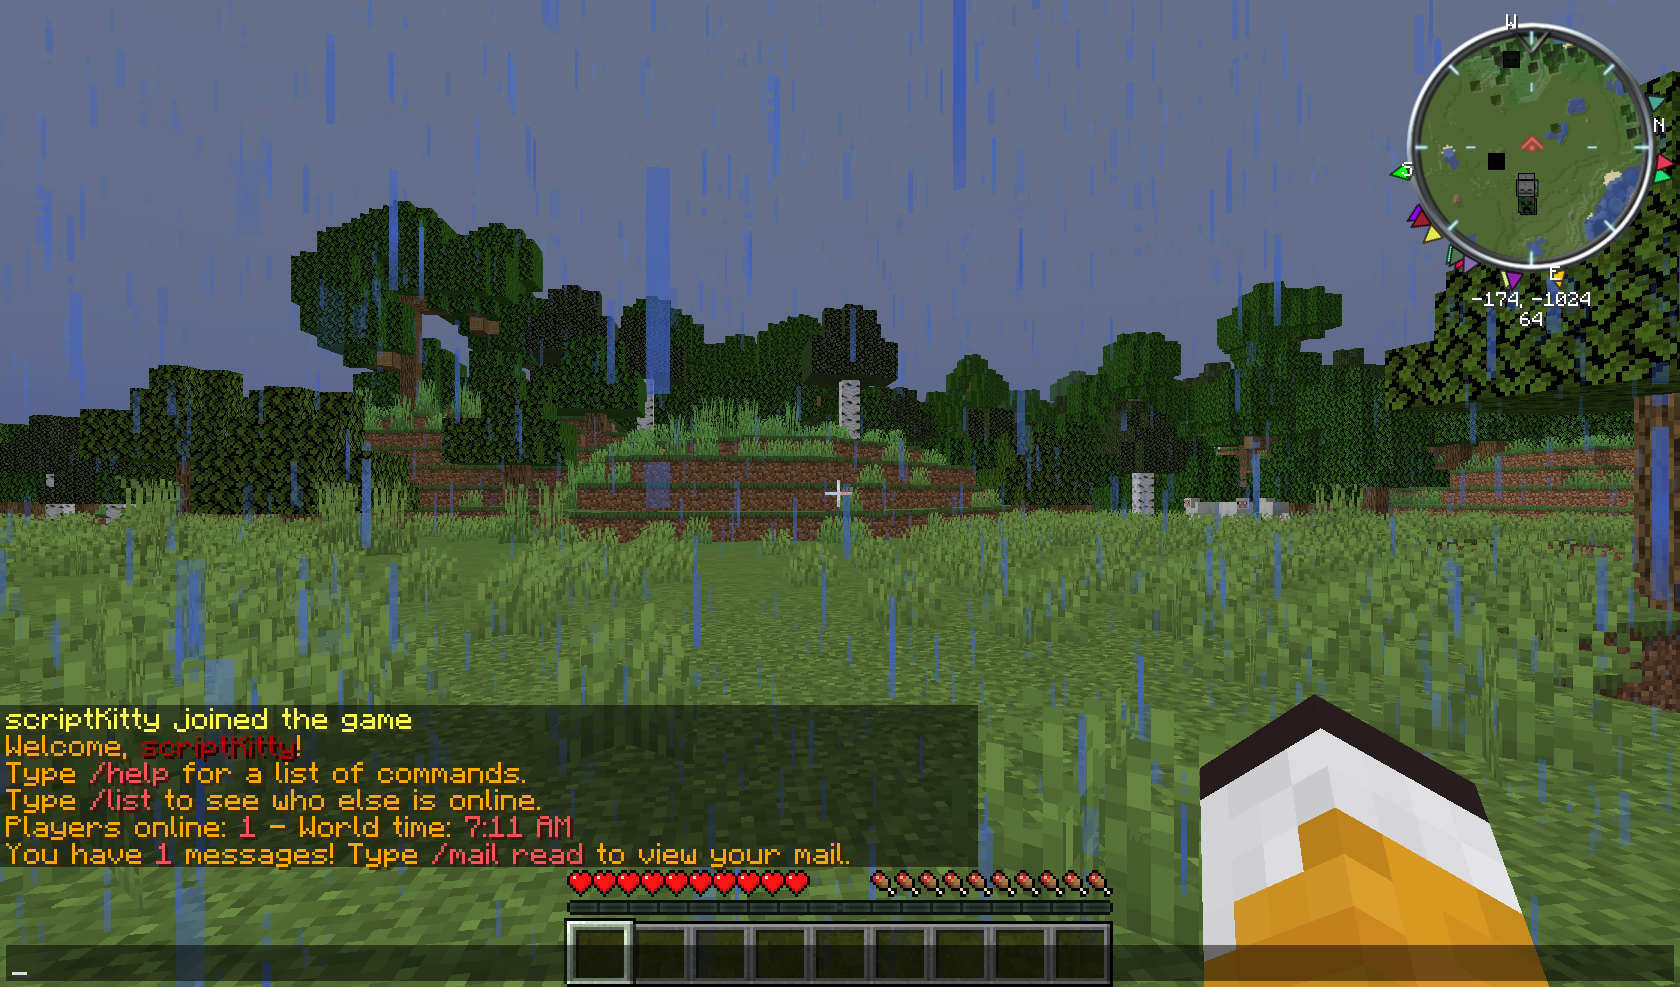 W
N
S
E
-174, -1024
64
scriptKitty joined the game
Welcome, scriptKitty!
Type /help for a list of commands.
Type /list to see who else is online.
Players online: 1 - World time: 7:11 AM
You have 1 messages! Type /mail read to view your mail.
_